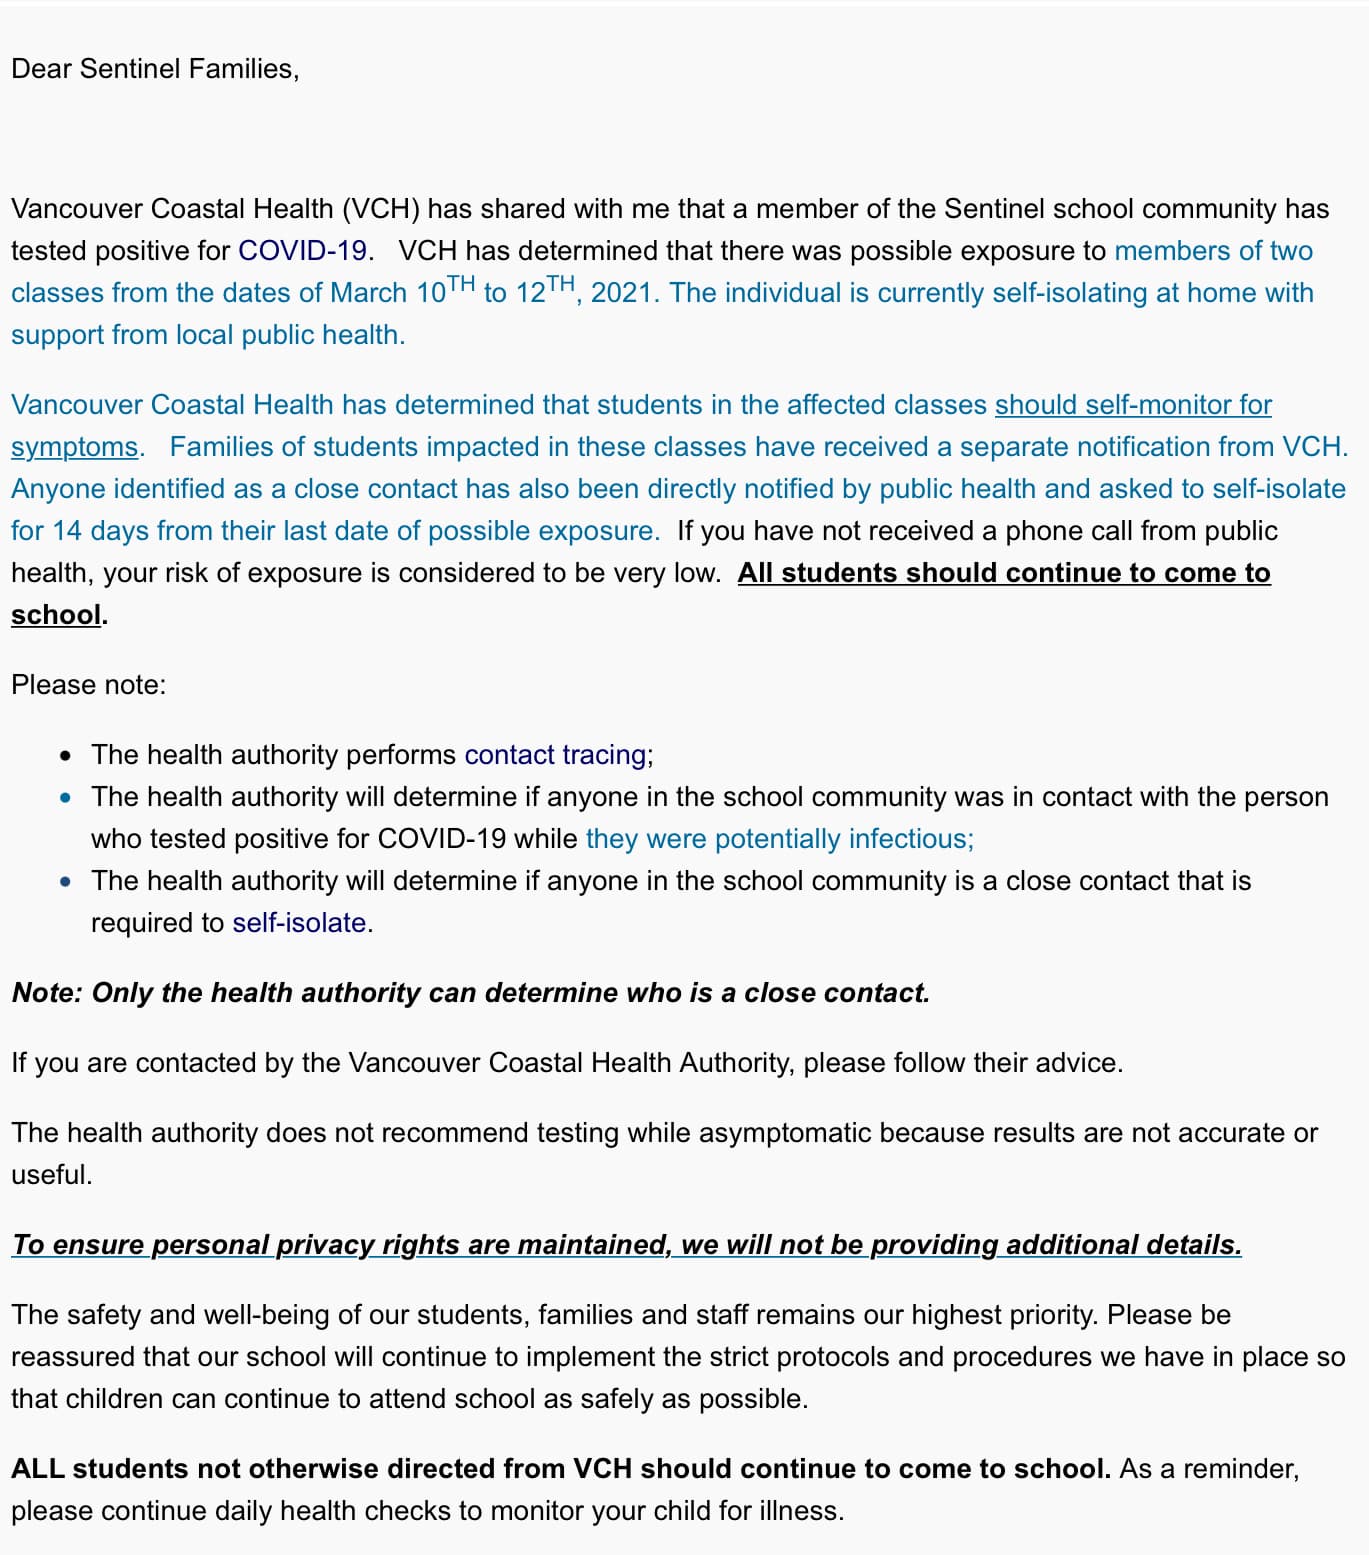 Dear Sentinel Families,
Vancouver Coastal Health (VCH) has shared with me that a member of the Sentinel school community has
tested positive for COVID-19.   VCH has determined that there was possible exposure to members of two
classes from the dates of March 10TH to 12TH, 2021. The individual is currently self-isolating at home with
support from local public health.
Vancouver Coastal Health has determined that students in the affected classes should self-monitor for
symptoms.   Families of students impacted in these classes have received a separate notification from VCH.
Anyone identified as a close contact has also been directly notified by public health and asked to self-isolate
for 14 days from their last date of possible exposure.  If you have not received a phone call from public
health, your risk of exposure is considered to be very low.  All students should continue to come to
school.
Please note:
• The health authority performs contact tracing;
• The health authority will determine if anyone in the school community was in contact with the person
who tested positive for COVID-19 while they were potentially infectious;
• The health authority will determine if anyone in the school community is a close contact that is
required to self-isolate.
Note: Only the health authority can determine who is a close contact.
If you are contacted by the Vancouver Coastal Health Authority, please follow their advice.
The health authority does not recommend testing while asymptomatic because results are not accurate or
useful.
To ensure personal privacy rights are maintained, we will not be providing additional details.
The safety and well-being of our students, families and staff remains our highest priority. Please be
reassured that our school will continue to implement the strict protocols and procedures we have in place so
that children can continue to attend school as safely as possible.
ALL students not otherwise directed from VCH should continue to come to school. As a reminder,
please continue daily health checks to monitor your child for illness.